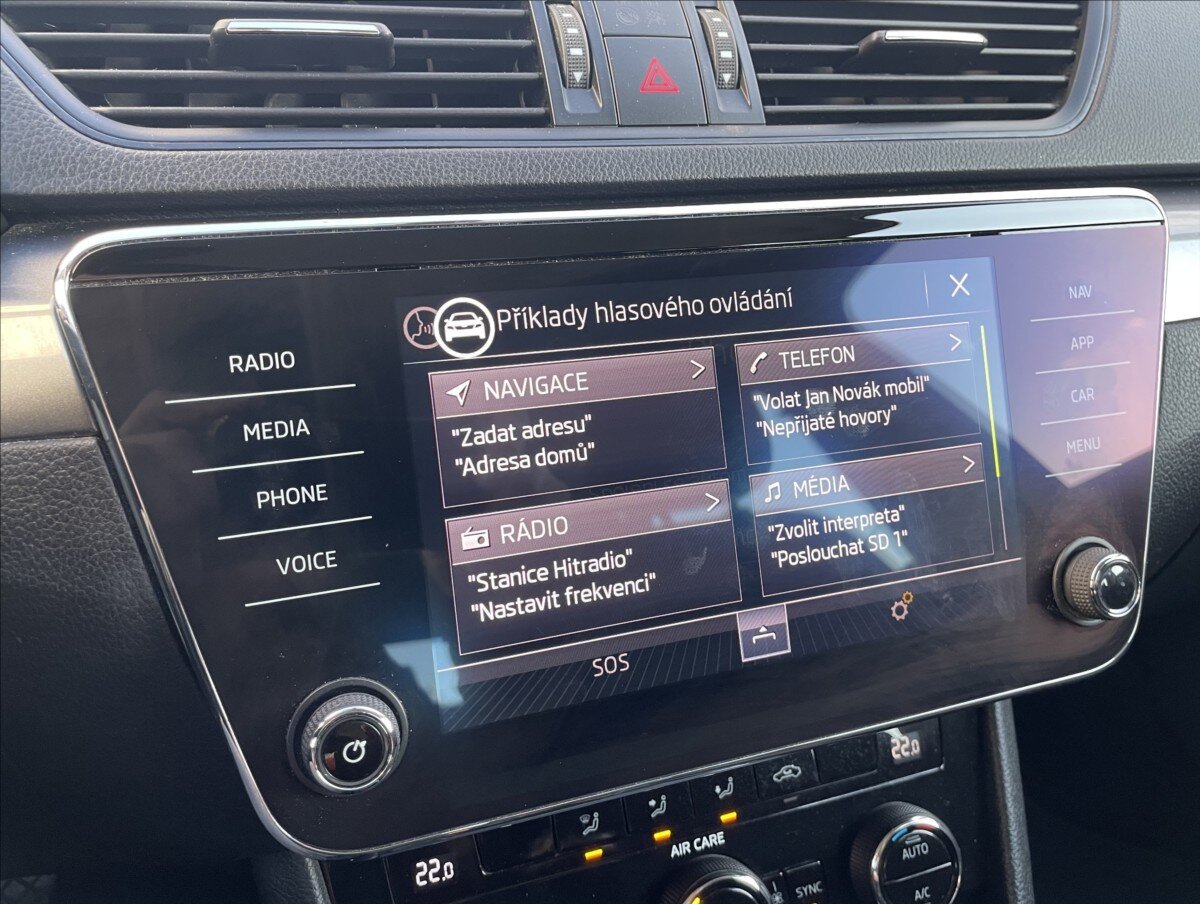 Příklady hlasového ovládání
RADIO
MEDIA
PHONE
VOICE
NAVIGACE
"Zadat adresu"
"Adresa domů"
TELEFON
"Volat Jan Novák mobil"
"Nepřijaté hovory"
RÁDIO
"Stanice Hitradio"
"Nastavit frekvenci"
MÉDIA
"Zvolit interpreta"
"Poslouchat SD 1"
SOS
NAV
APP
CAR
MENU
22.0
22.0
AIR CARE
SYNC
AUTO
A/C